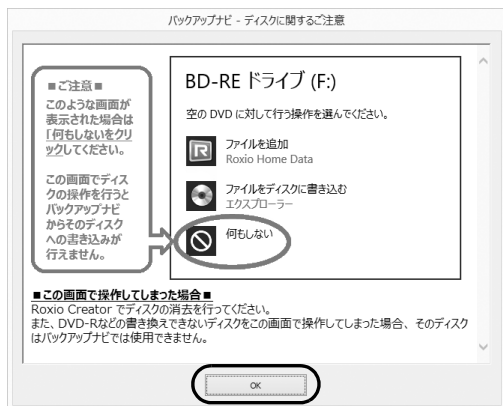 バックアップナビ - ディスクに関するご注意
■ご注意■
このような画面が
表示された場合は
「何もしないをクリ
ックしてください。
この画面でディス
クの操作を行うと
バックアップナビ
からそのディスク
への書き込みが
行えません。
BD-RE ドライブ (F:)
空の DVD に対して行う操作を選んでください。
ファイルを追加
Roxio Home Data
ファイルをディスクに書き込む
エクスプローラー
何もしない
■この画面で操作してしまった場合■
Roxio Creator でディスクの消去を行ってください。
また、DVD-Rなどの書き換えできないディスクをこの画面で操作してしまった場合、そのディスク
はバックアップナビでは使用できません。
OK